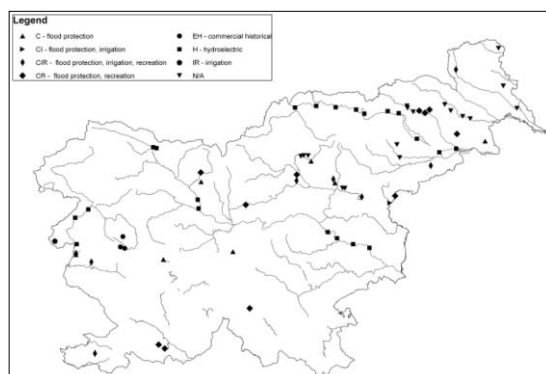 Legend
C - flood protection
CI - flood protection, irrigation
CIR - flood protection, irrigation, recreation
CR - flood protection, recreation
EH - commercial historical
H - hydroelectric
IR - irrigation
N/A